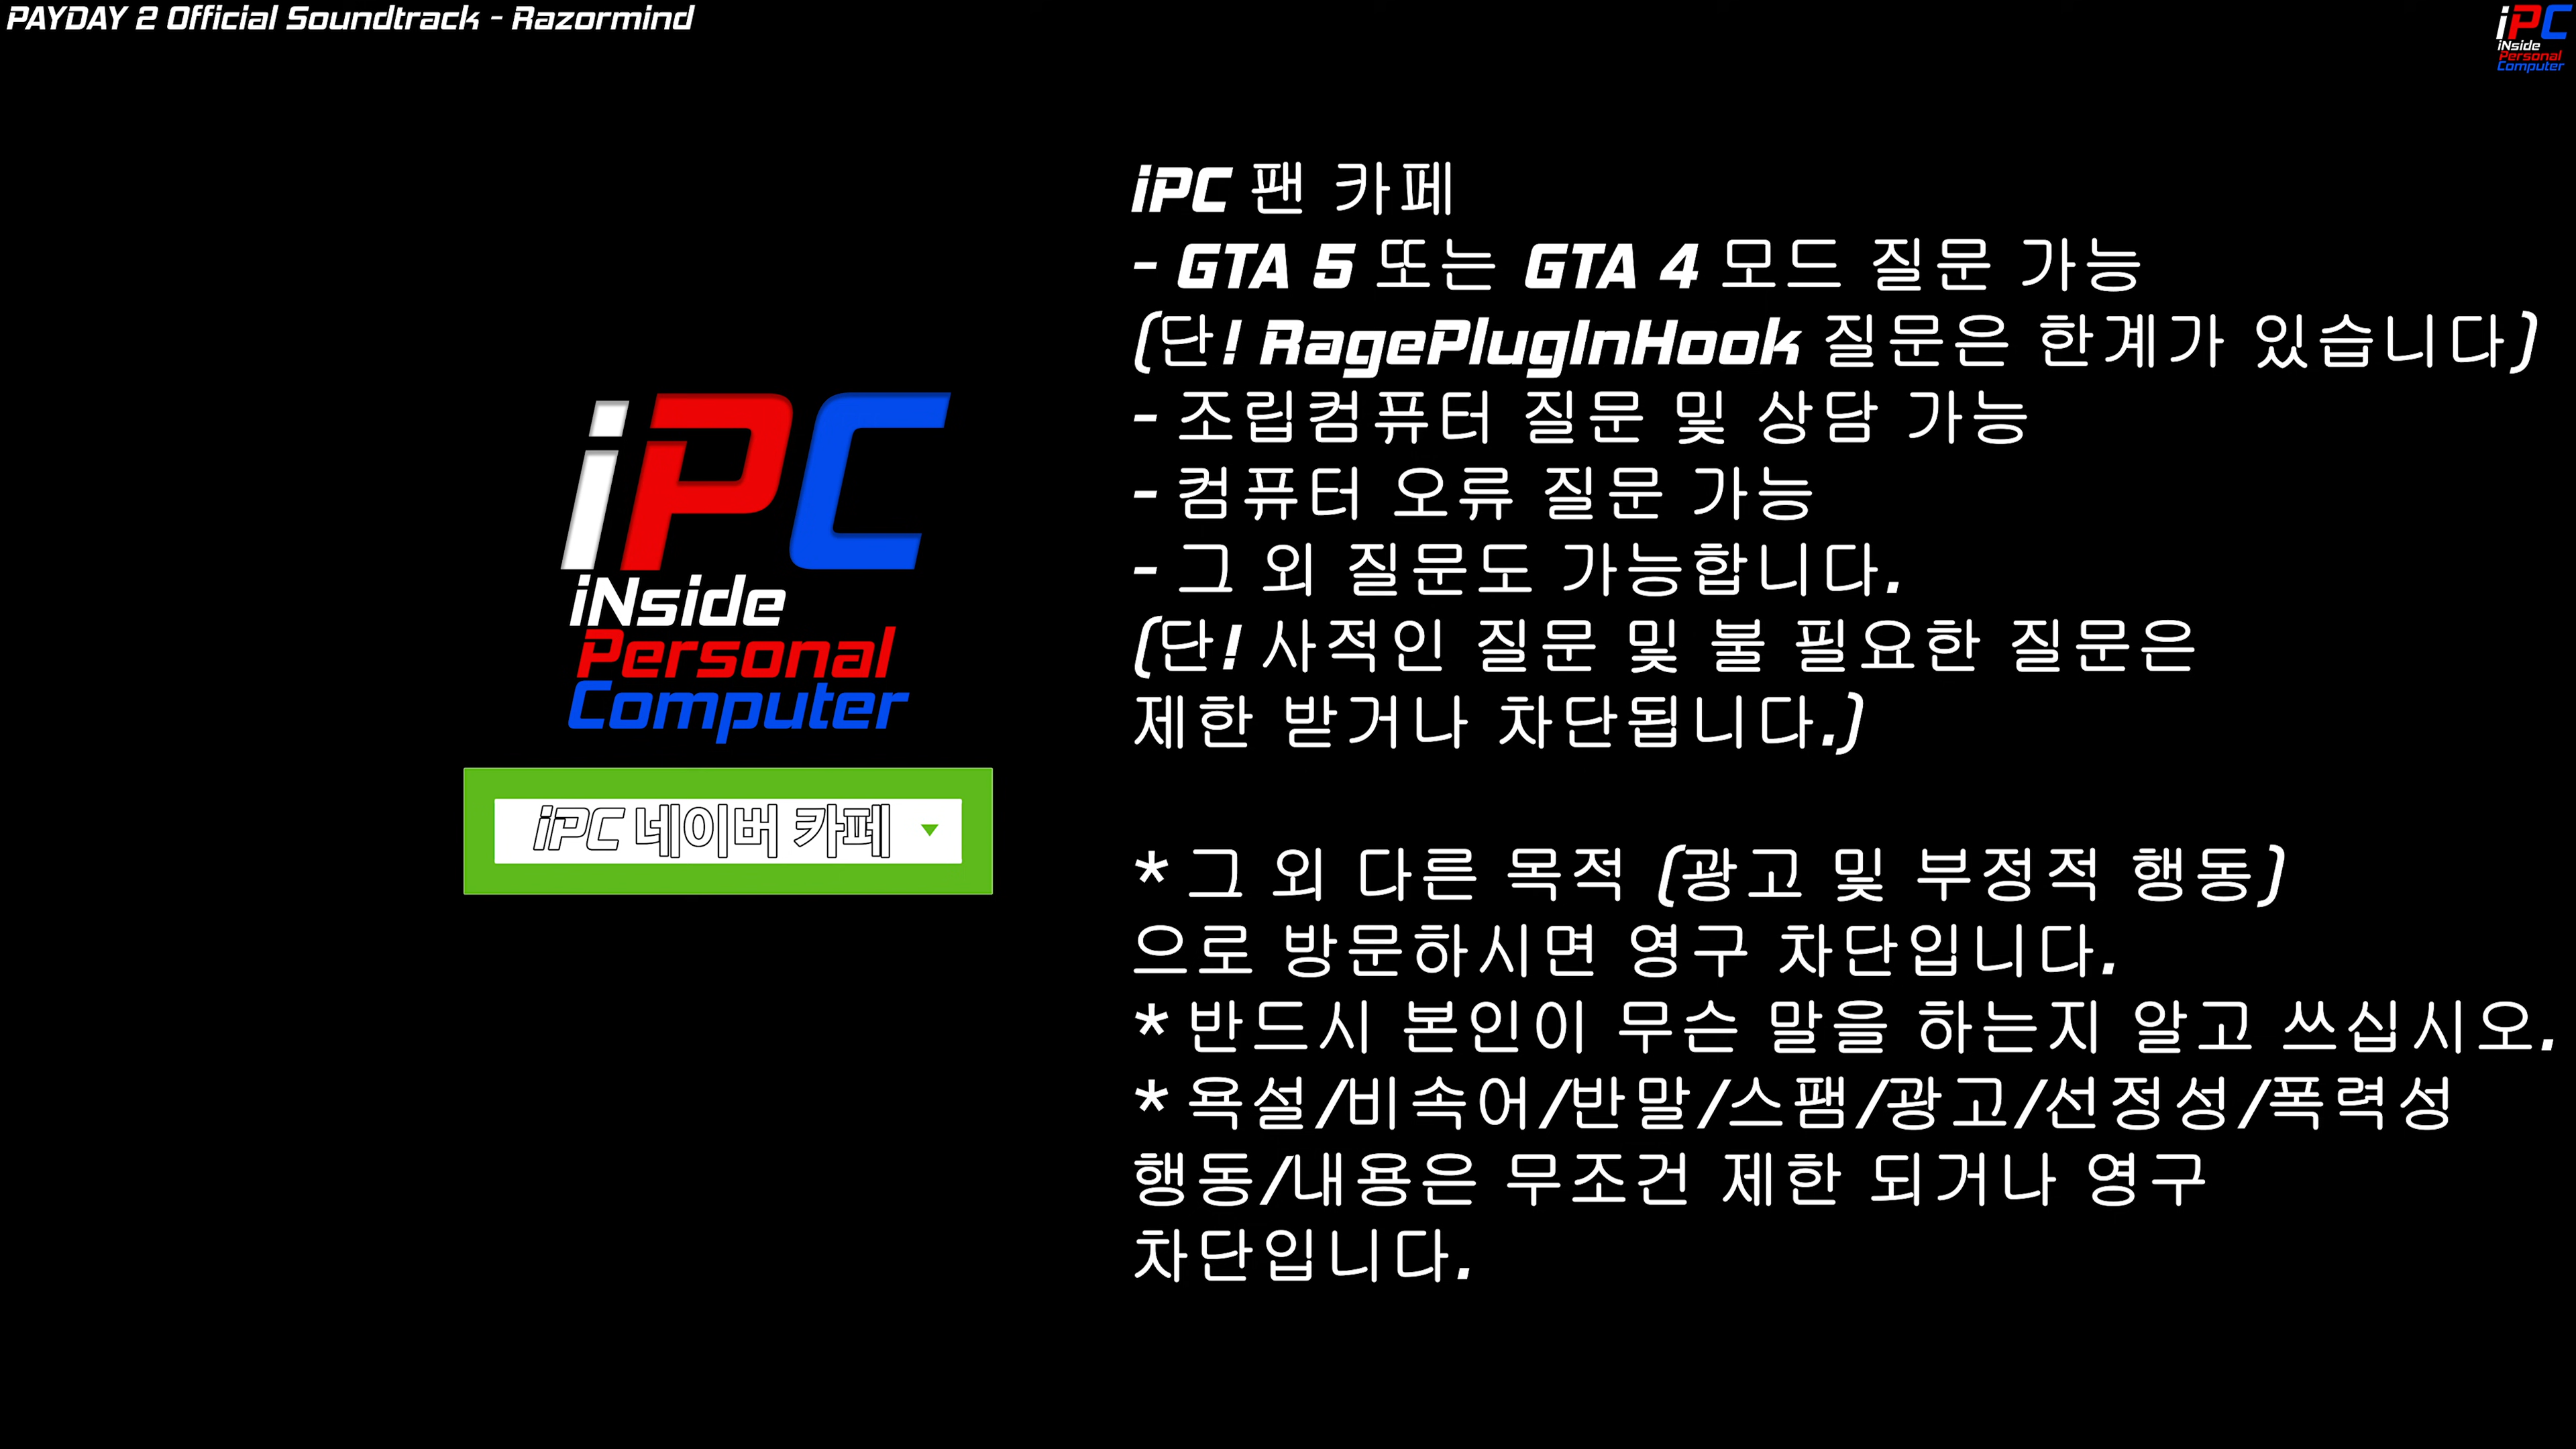 PAYDAY 2 Official Soundtrack - Razormind
iPC
iNside
Personal
Computer
iPC
iNside
Personal
Computer
iPC 네이버 카페
iPC 팬 카페
- GTA 5 또는 GTA 4 모드 질문 가능
(단! RagePlugInHook 질문은 한계가 있습니다)
- 조립컴퓨터 질문 및 상담 가능
- 컴퓨터 오류 질문 가능
- 그 외 질문도 가능합니다.
(단! 사적인 질문 및 불 필요한 질문은
제한 받거나 차단됩니다.)
* 그 외 다른 목적 (광고 및 부정적 행동)
으로 방문하시면 영구 차단입니다.
* 반드시 본인이 무슨 말을 하는지 알고 쓰십시오.
* 욕설/비속어/반말/스팸/광고/선정성/폭력성
행동/내용은 무조건 제한 되거나 영구
차단입니다.